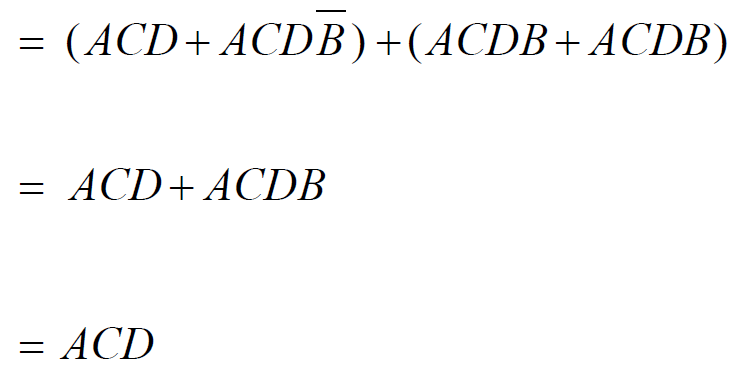 = (ACD + ACDB̅) + (ACDB + ACDB)
= ACD + ACDB
= ACD